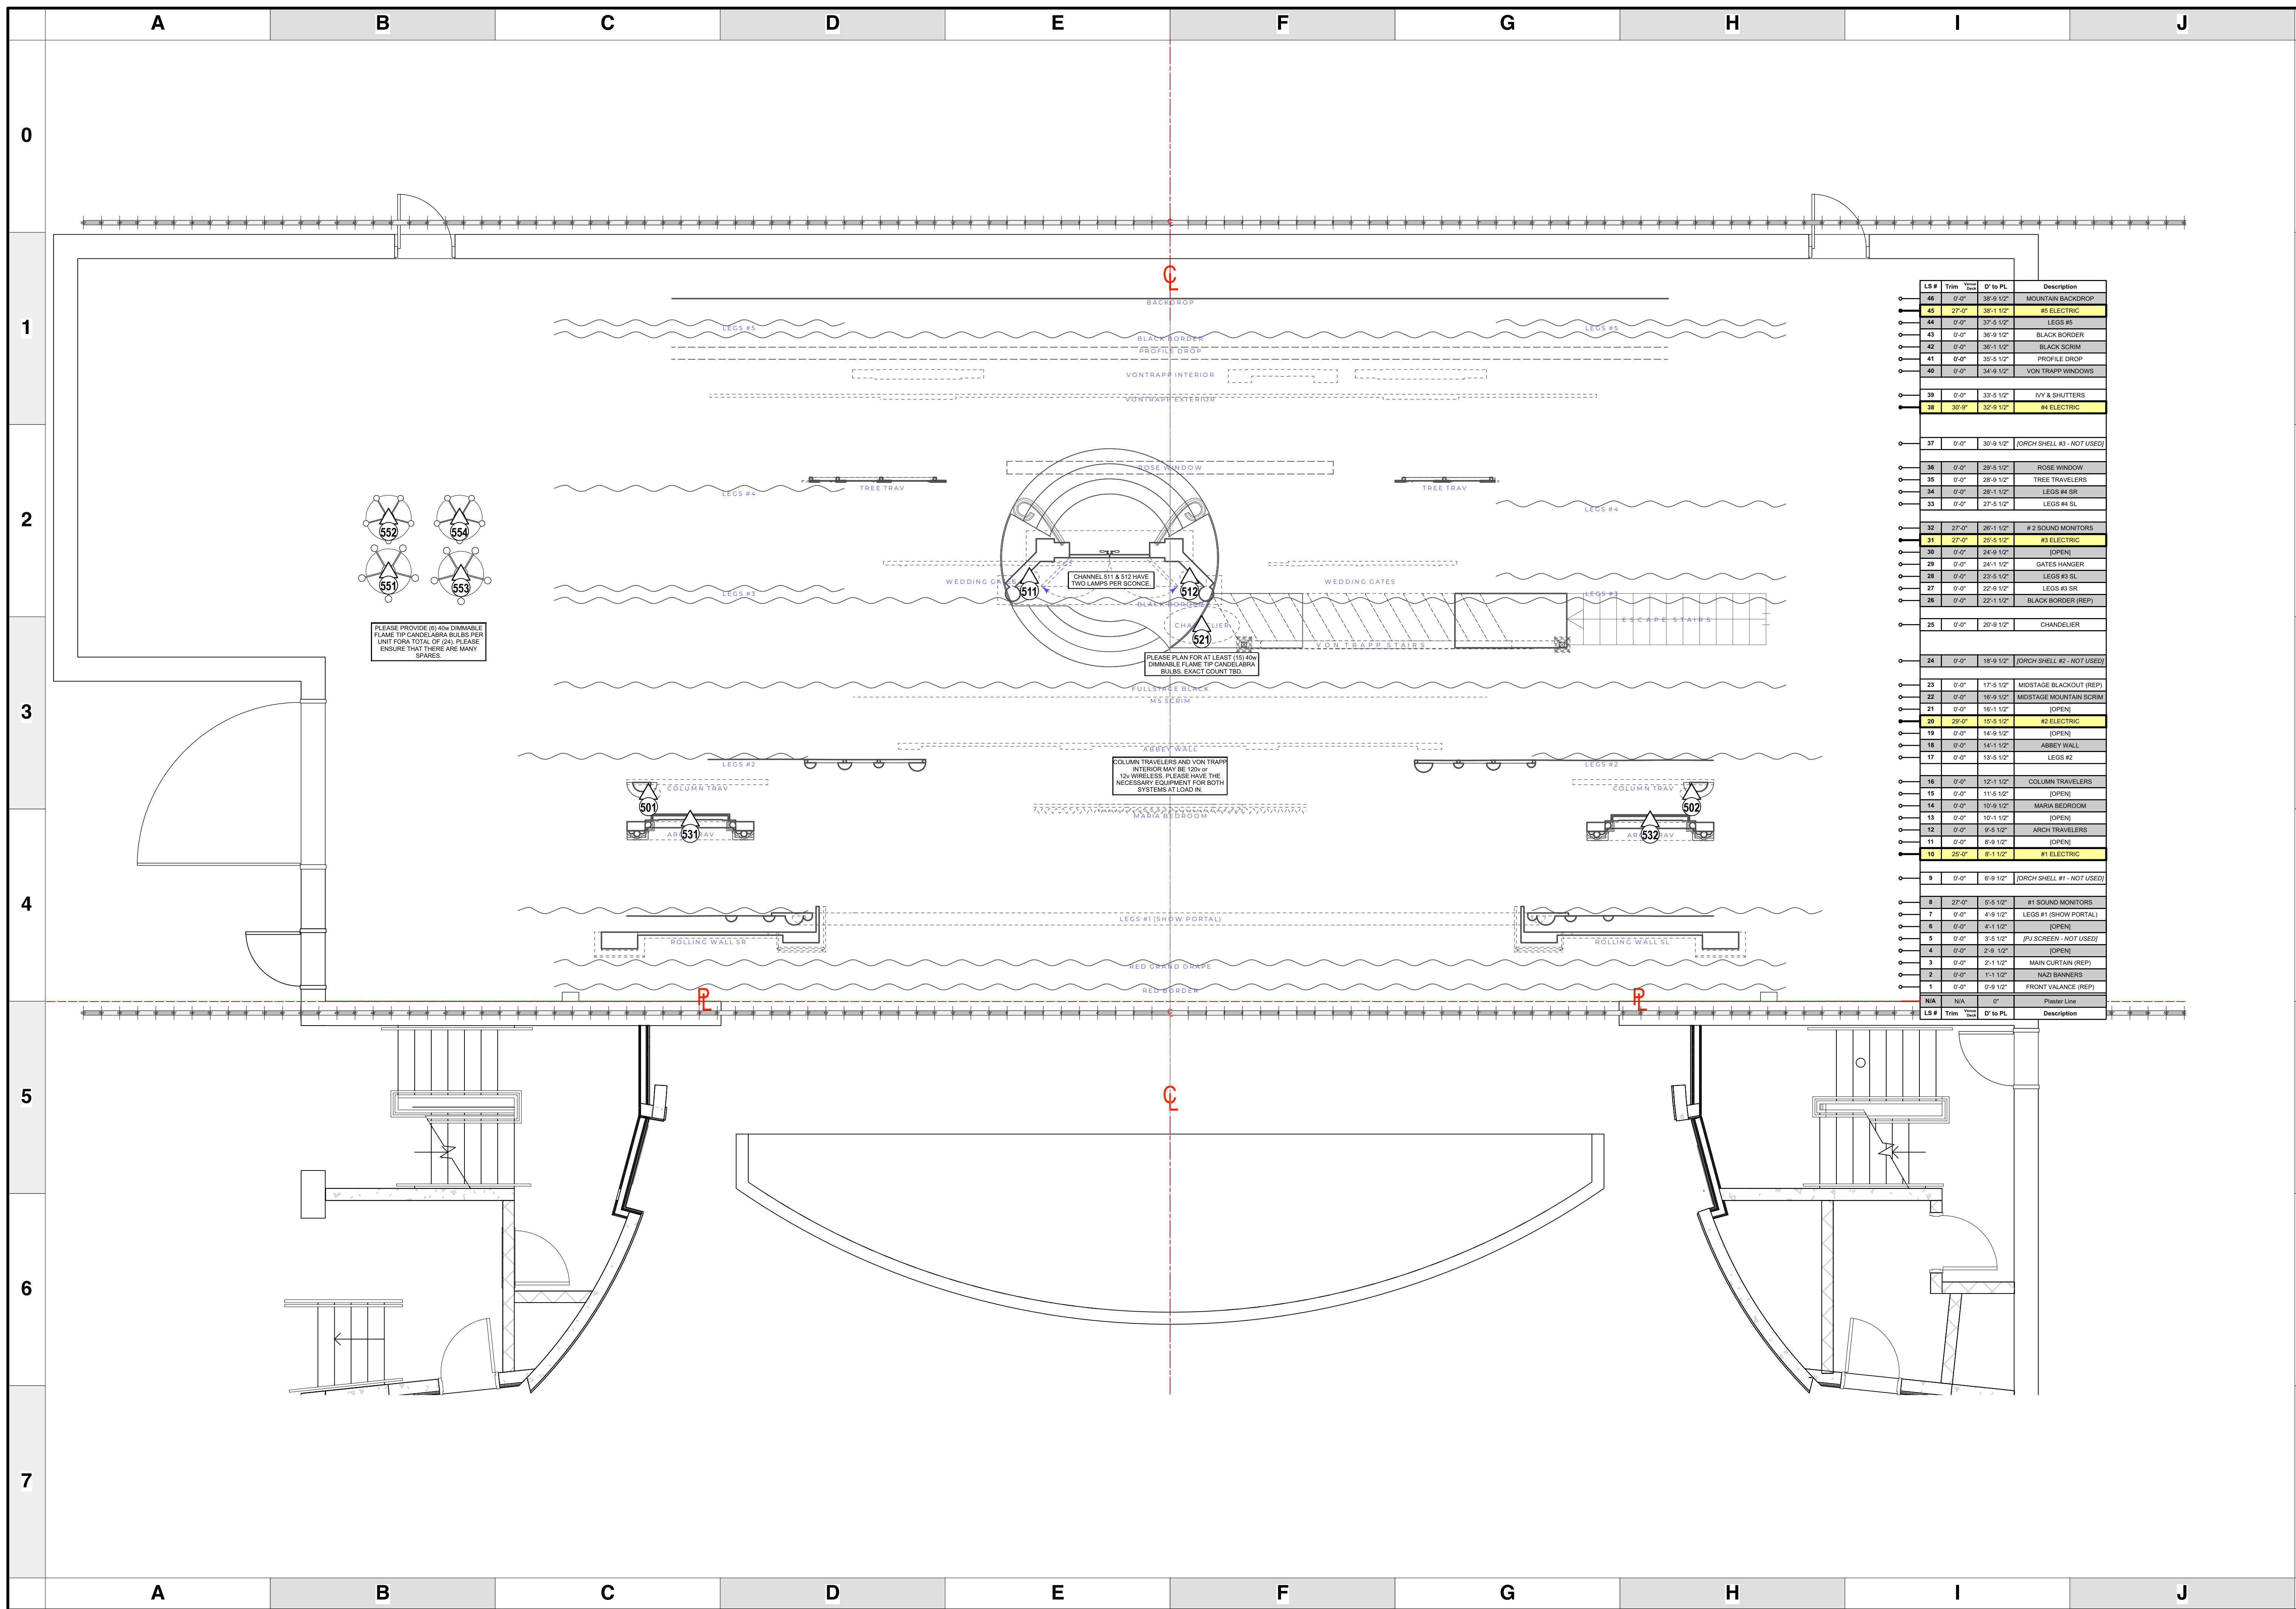 A B C D E F G H I J
0
1
2
3
4
5
6
7
C
CL
BACKDROP
LEGS #5
LEGS #5
BLACK BORDER
PROFILE DROP
VONTRAPP INTERIOR
VONTRAPP EXTERIOR
ROSE WINDOW
TREE TRAV
TREE TRAV
LEGS #4
LEGS #4
552
554
551
553
WEDDING GATES
WEDDING GATES
CHANNEL 511 & 512 HAVE
TWO LAMPS PER SCONCE.
511
512
LEGS #3
LEGS #3
BLACK BORDER
PLEASE PROVIDE (6) 40w DIMMABLE
FLAME TIP CANDELABRA BULBS PER
UNIT FORA TOTAL OF (24). PLEASE
ENSURE THAT THERE ARE MANY
SPARES.
CHANDELIER
521
ESCAPE STAIRS
VON TRAPP STAIRS
PLEASE PLAN FOR AT LEAST (15) 40w
DIMMABLE FLAME TIP CANDELABRA
BULBS. EXACT COUNT TBD.
FULLSTAGE BLACK
MS SCRIM
ABBEY WALL
LEGS #2
LEGS #2
COLUMN TRAVELERS AND VON TRAPP
INTERIOR MAY BE 120v or
12v WIRELESS. PLEASE HAVE THE
NECESSARY EQUIPMENT FOR BOTH
SYSTEMS AT LOAD IN.
COLUMN TRAV
COLUMN TRAV
501
502
MARIA BEDROOM
ARCH TRAV
531
ARCH TRAV
532
LEGS #1 (SHOW PORTAL)
ROLLING WALL SR
ROLLING WALL SL
RED GRAND DRAPE
RED BORDER
PL
PL
C
CL
LS # Trim Venue Deck D' to PL Description
46 0'-0" 38'-9 1/2" MOUNTAIN BACKDROP
45 27'-0" 38'-1 1/2" #5 ELECTRIC
44 0'-0" 37'-5 1/2" LEGS #5
43 0'-0" 36'-9 1/2" BLACK BORDER
42 0'-0" 36'-1 1/2" BLACK SCRIM
41 0'-0" 35'-5 1/2" PROFILE DROP
40 0'-0" 34'-9 1/2" VON TRAPP WINDOWS
39 0'-0" 33'-5 1/2" IVY & SHUTTERS
38 30'-9" 32'-9 1/2" #4 ELECTRIC
37 0'-0" 30'-9 1/2" [ORCH SHELL #3 - NOT USED]
36 0'-0" 29'-5 1/2" ROSE WINDOW
35 0'-0" 28'-9 1/2" TREE TRAVELERS
34 0'-0" 28'-1 1/2" LEGS #4 SR
33 0'-0" 27'-5 1/2" LEGS #4 SL
32 27'-0" 26'-1 1/2" # 2 SOUND MONITORS
31 27'-0" 25'-5 1/2" #3 ELECTRIC
30 0'-0" 24'-9 1/2" [OPEN]
29 0'-0" 24'-1 1/2" GATES HANGER
28 0'-0" 23'-5 1/2" LEGS #3 SL
27 0'-0" 22'-9 1/2" LEGS #3 SR
26 0'-0" 22'-1 1/2" BLACK BORDER (REP)
25 0'-0" 20'-9 1/2" CHANDELIER
24 0'-0" 18'-9 1/2" [ORCH SHELL #2 - NOT USED]
23 0'-0" 17'-5 1/2" MIDSTAGE BLACKOUT (REP)
22 0'-0" 16'-9 1/2" MIDSTAGE MOUNTAIN SCRIM
21 0'-0" 16'-1 1/2" [OPEN]
20 29'-0" 15'-5 1/2" #2 ELECTRIC
19 0'-0" 14'-9 1/2" [OPEN]
18 0'-0" 14'-1 1/2" ABBEY WALL
17 0'-0" 13'-5 1/2" LEGS #2
16 0'-0" 12'-1 1/2" COLUMN TRAVELERS
15 0'-0" 11'-5 1/2" [OPEN]
14 0'-0" 10'-9 1/2" MARIA BEDROOM
13 0'-0" 10'-1 1/2" [OPEN]
12 0'-0" 9'-5 1/2" ARCH TRAVELERS
11 0'-0" 8'-9 1/2" [OPEN]
10 25'-0" 8'-1 1/2" #1 ELECTRIC
9 0'-0" 6'-9 1/2" [ORCH SHELL #1 - NOT USED]
8 27'-0" 5'-5 1/2" #1 SOUND MONITORS
7 0'-0" 4'-9 1/2" LEGS #1 (SHOW PORTAL)
6 0'-0" 4'-1 1/2" [OPEN]
5 0'-0" 3'-5 1/2" [PJ SCREEN - NOT USED]
4 0'-0" 2'-9 1/2" [OPEN]
3 0'-0" 2'-1 1/2" MAIN CURTAIN (REP)
2 0'-0" 1'-1 1/2" NAZI BANNERS
1 0'-0" 0'-9 1/2" FRONT VALANCE (REP)
N/A N/A 0" Plaster Line
LS # Trim Venue Deck D' to PL Description
A B C D E F G H I J